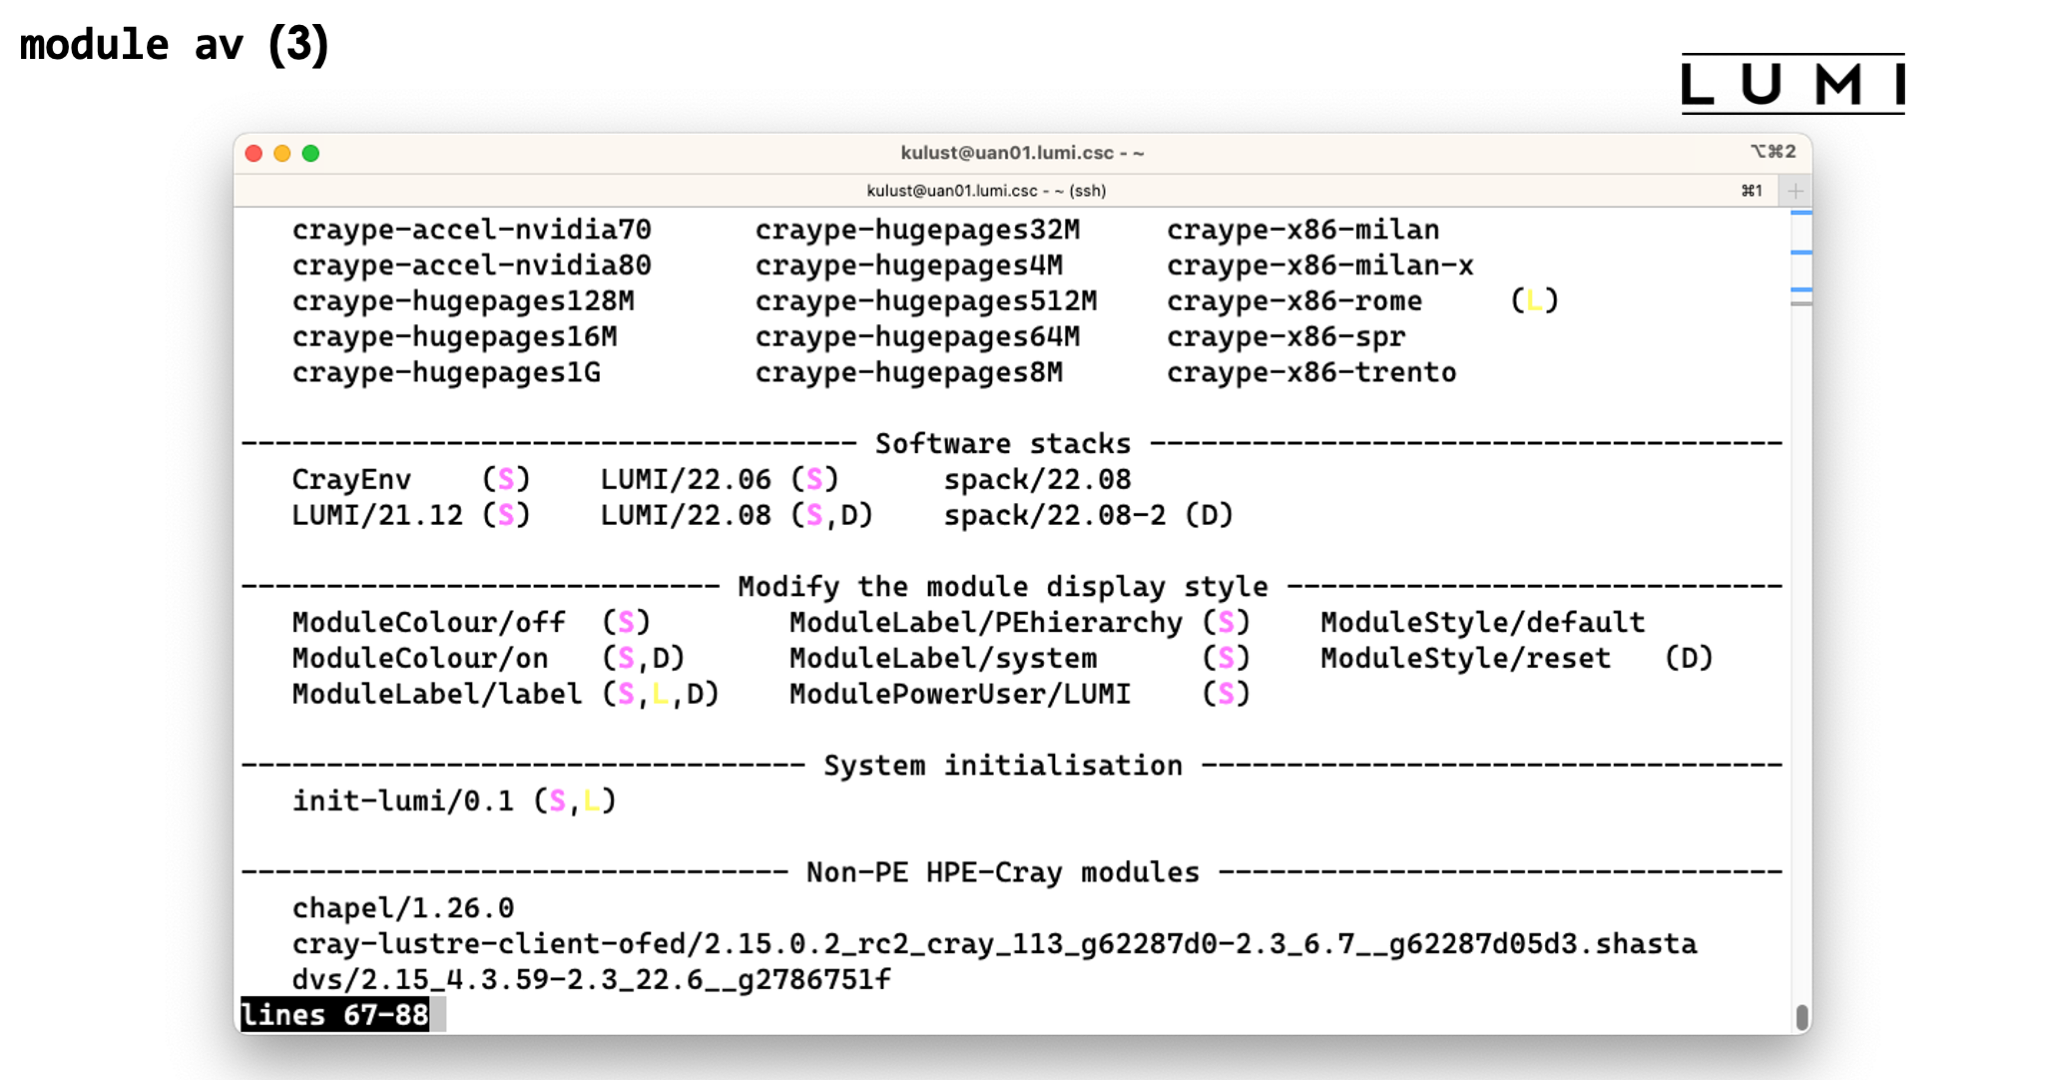 module av (3)
LUMI
kulust@uan01.lumi.csc - ~
⌥⌘2
kulust@uan01.lumi.csc - ~ (ssh)
⌘1 +
craype-accel-nvidia70 craype-hugepages32M craype-x86-milan
craype-accel-nvidia80 craype-hugepages4M craype-x86-milan-x
craype-hugepages128M craype-hugepages512M craype-x86-rome (L)
craype-hugepages16M craype-hugepages64M craype-x86-spr
craype-hugepages1G craype-hugepages8M craype-x86-trento
------------------------------------ Software stacks -------------------------------------
CrayEnv (S) LUMI/22.06 (S) spack/22.08
LUMI/21.12 (S) LUMI/22.08 (S,D) spack/22.08-2 (D)
---------------------------- Modify the module display style -----------------------------
ModuleColour/off (S) ModuleLabel/PEhierarchy (S) ModuleStyle/default
ModuleColour/on (S,D) ModuleLabel/system (S) ModuleStyle/reset (D)
ModuleLabel/label (S,L,D) ModulePowerUser/LUMI (S)
--------------------------------- System initialisation ----------------------------------
init-lumi/0.1 (S,L)
-------------------------------- Non-PE HPE-Cray modules ---------------------------------
chapel/1.26.0
cray-lustre-client-ofed/2.15.0.2_rc2_cray_113_g62287d0-2.3_6.7__g62287d05d3.shasta
dvs/2.15_4.3.59-2.3_22.6__g2786751f
lines 67-88